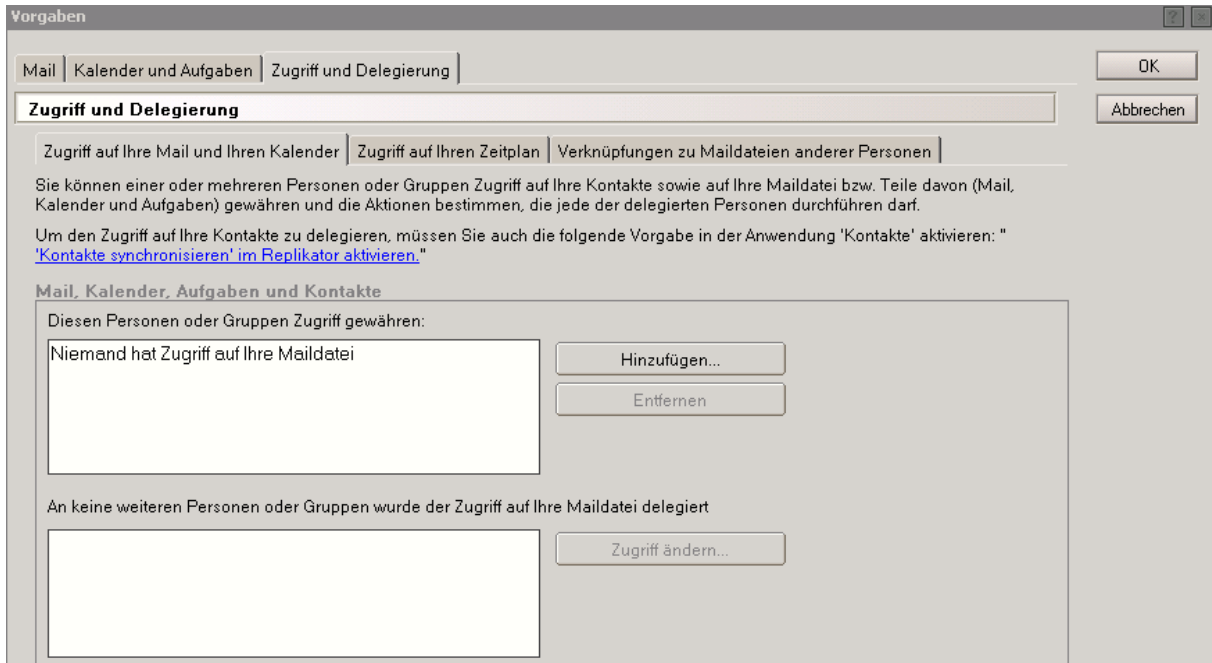 Vorgaben
Mail Kalender und Aufgaben Zugriff und Delegierung
OK
Zugriff und Delegierung
Abbrechen
Zugriff auf Ihre Mail und Ihren Kalender Zugriff auf Ihren Zeitplan Verknüpfungen zu Maildateien anderer Personen
Sie können einer oder mehreren Personen oder Gruppen Zugriff auf Ihre Kontakte sowie auf Ihre Maildatei bzw. Teile davon (Mail,
Kalender und Aufgaben) gewähren und die Aktionen bestimmen, die jede der delegierten Personen durchführen darf.
Um den Zugriff auf Ihre Kontakte zu delegieren, müssen Sie auch die folgende Vorgabe in der Anwendung 'Kontakte' aktivieren: "
'Kontakte synchronisieren' im Replikator aktivieren."
Mail, Kalender, Aufgaben und Kontakte
Diesen Personen oder Gruppen Zugriff gewähren:
Niemand hat Zugriff auf Ihre Maildatei
Hinzufügen...
Entfernen
An keine weiteren Personen oder Gruppen wurde der Zugriff auf Ihre Maildatei delegiert
Zugriff ändern...